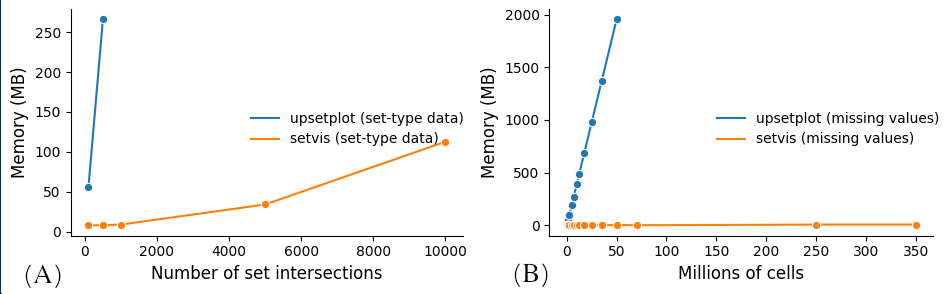 Memory (MB)
250
200
150
100
50
0
upsetplot (set-type data)
setvis (set-type data)
0 2000 4000 6000 8000 10000
Number of set intersections
(A)
Memory (MB)
2000
1500
1000
500
0
upsetplot (missing values)
setvis (missing values)
0 50 100 150 200 250 300 350
Millions of cells
(B)